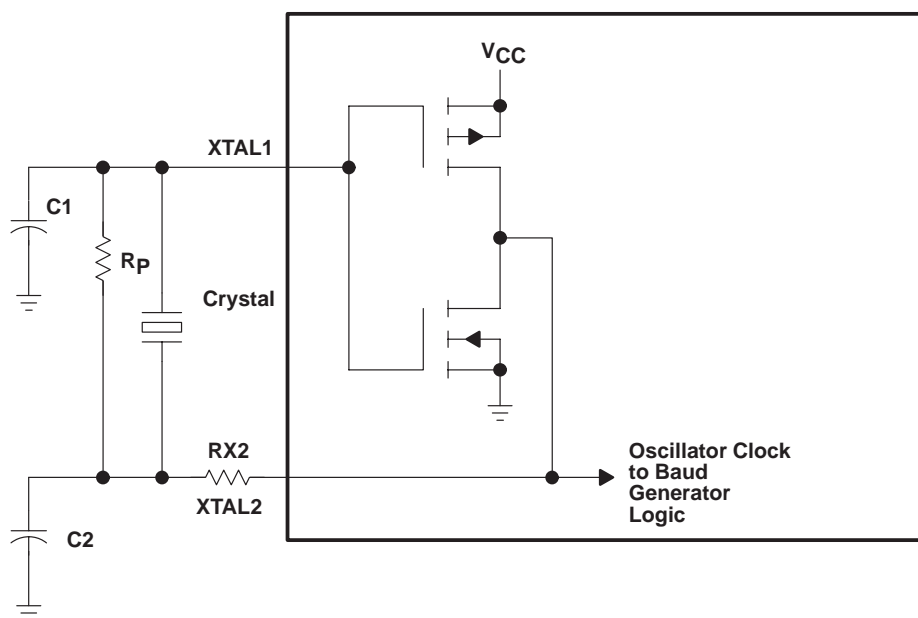 VCC
XTAL1
C1
RP
Crystal
RX2
XTAL2
C2
Oscillator Clock
to Baud
Generator
Logic